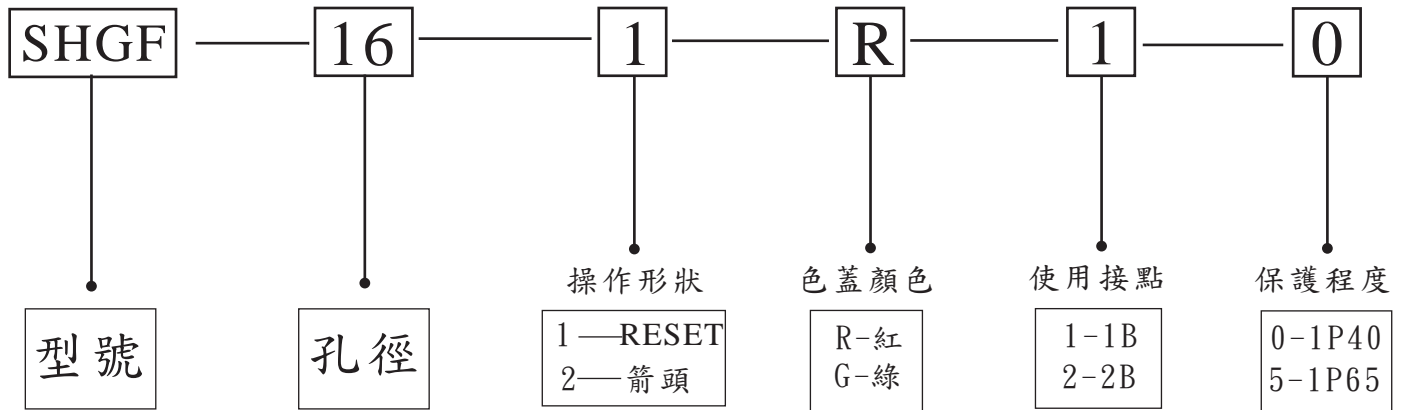 SHGF — 16 — 1 — R — 1 — 0
操作形狀 色蓋顏色 使用接點 保護程度
型號 孔徑
1—RESET
2—箭頭
R-紅
G-綠
1-1B
2-2B
0-1P40
5-1P65